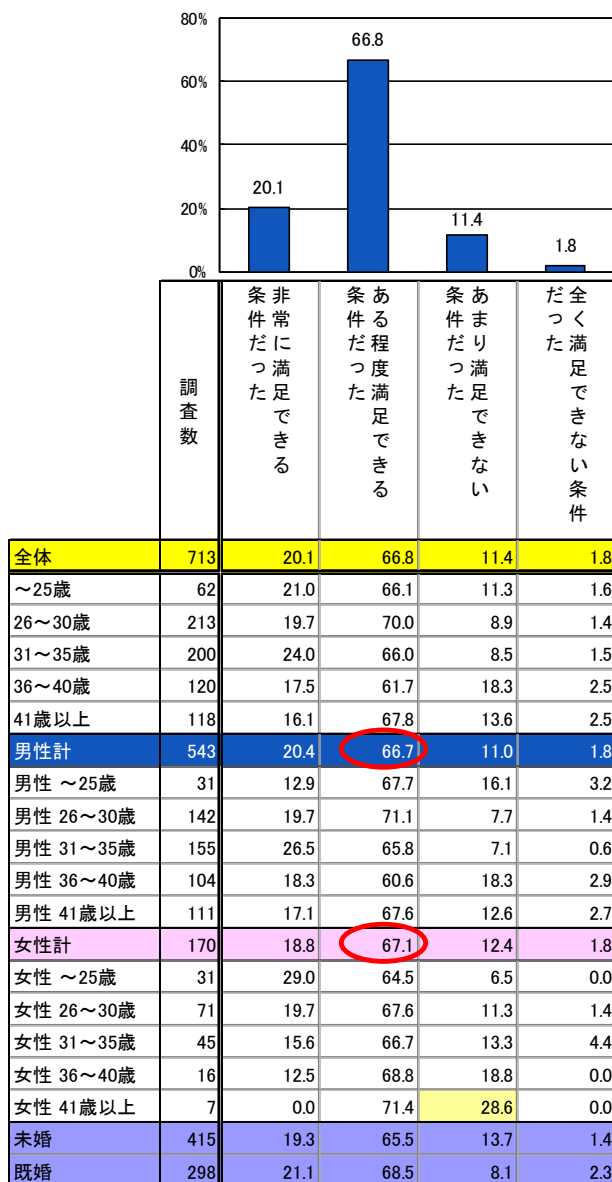 80%
60%
40%
20%
0%
20.1
66.8
11.4
1.8
調査数
非常に満足できる
条件だった
ある程度満足できる
条件だった
あまり満足できない
条件だった
全く満足できない条件
だった
全体 713 20.1 66.8 11.4 1.8
～25歳 62 21.0 66.1 11.3 1.6
26～30歳 213 19.7 70.0 8.9 1.4
31～35歳 200 24.0 66.0 8.5 1.5
36～40歳 120 17.5 61.7 18.3 2.5
41歳以上 118 16.1 67.8 13.6 2.5
男性計 543 20.4 66.7 11.0 1.8
男性 ～25歳 31 12.9 67.7 16.1 3.2
男性 26～30歳 142 19.7 71.1 7.7 1.4
男性 31～35歳 155 26.5 65.8 7.1 0.6
男性 36～40歳 104 18.3 60.6 18.3 2.9
男性 41歳以上 111 17.1 67.6 12.6 2.7
女性計 170 18.8 67.1 12.4 1.8
女性 ～25歳 31 29.0 64.5 6.5 0.0
女性 26～30歳 71 19.7 67.6 11.3 1.4
女性 31～35歳 45 15.6 66.7 13.3 4.4
女性 36～40歳 16 12.5 68.8 18.8 0.0
女性 41歳以上 7 0.0 71.4 28.6 0.0
未婚 415 19.3 65.5 13.7 1.4
既婚 298 21.1 68.5 8.1 2.3